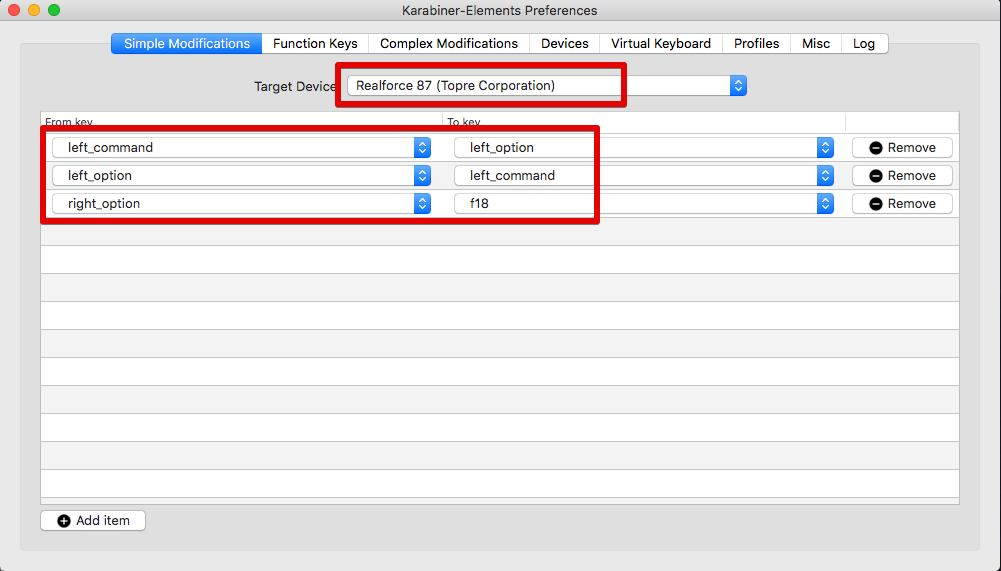 Karabiner-Elements Preferences
Simple Modifications Function Keys Complex Modifications Devices Virtual Keyboard Profiles Misc Log
Target Device Realforce 87 (Topre Corporation)
From key To key
left_command left_option Remove
left_option left_command Remove
right_option f18 Remove
Add item